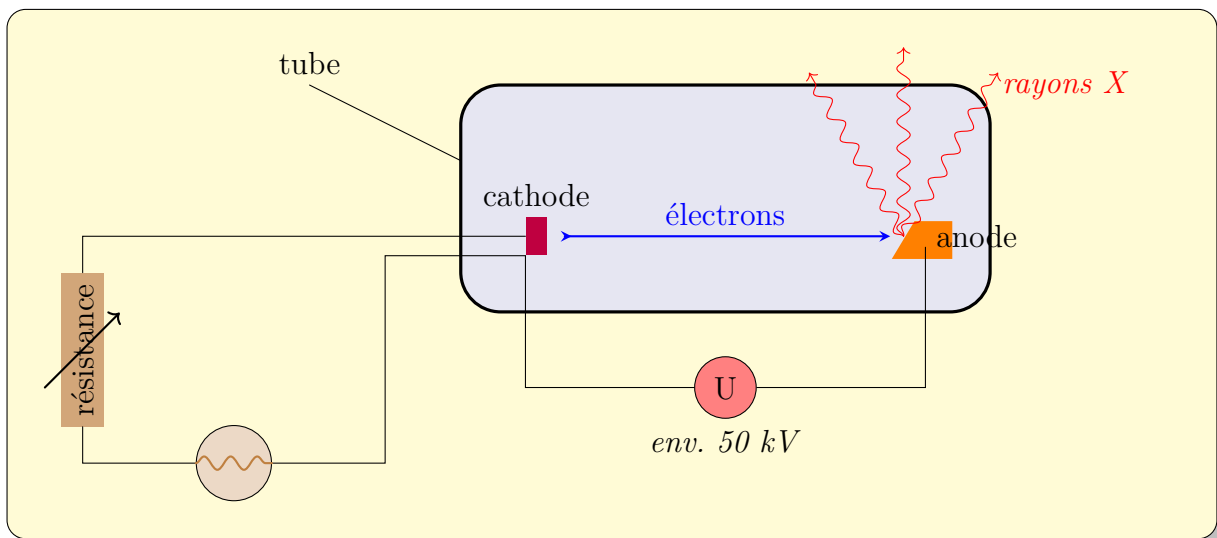 tube
rayons X
cathode
électrons
anode
résistance
U
env. 50 kV